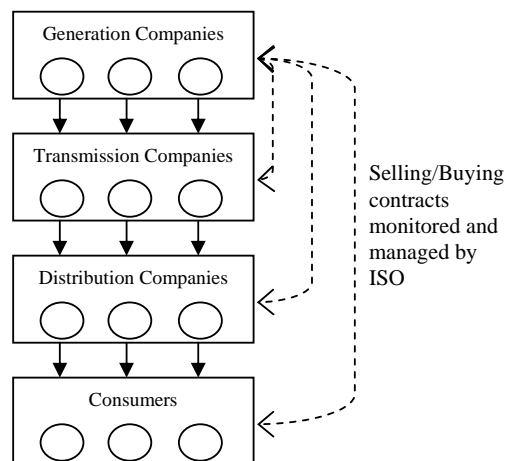 Generation Companies
Transmission Companies
Selling/Buying
contracts
monitored and
managed by
ISO
Distribution Companies
Consumers